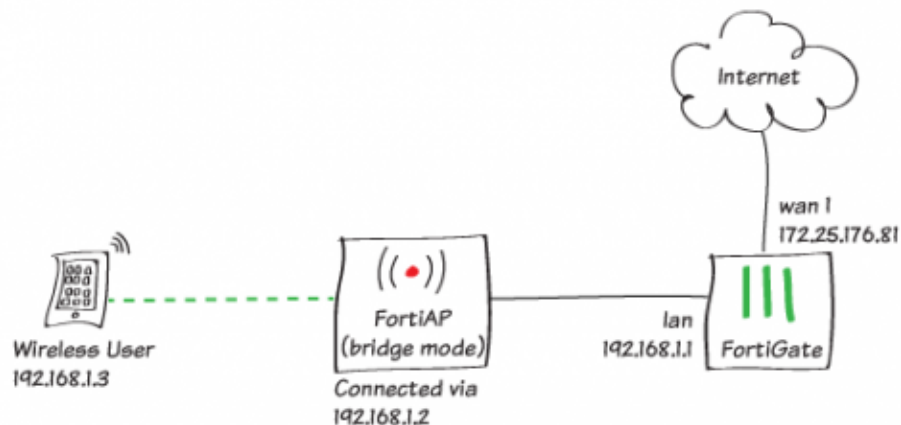 Internet
wan 1
172.25.176.81
FortiAP
(bridge mode)
lan
192.168.1.1
FortiGate
Wireless User
192.168.1.3
Connected via
192.168.1.2